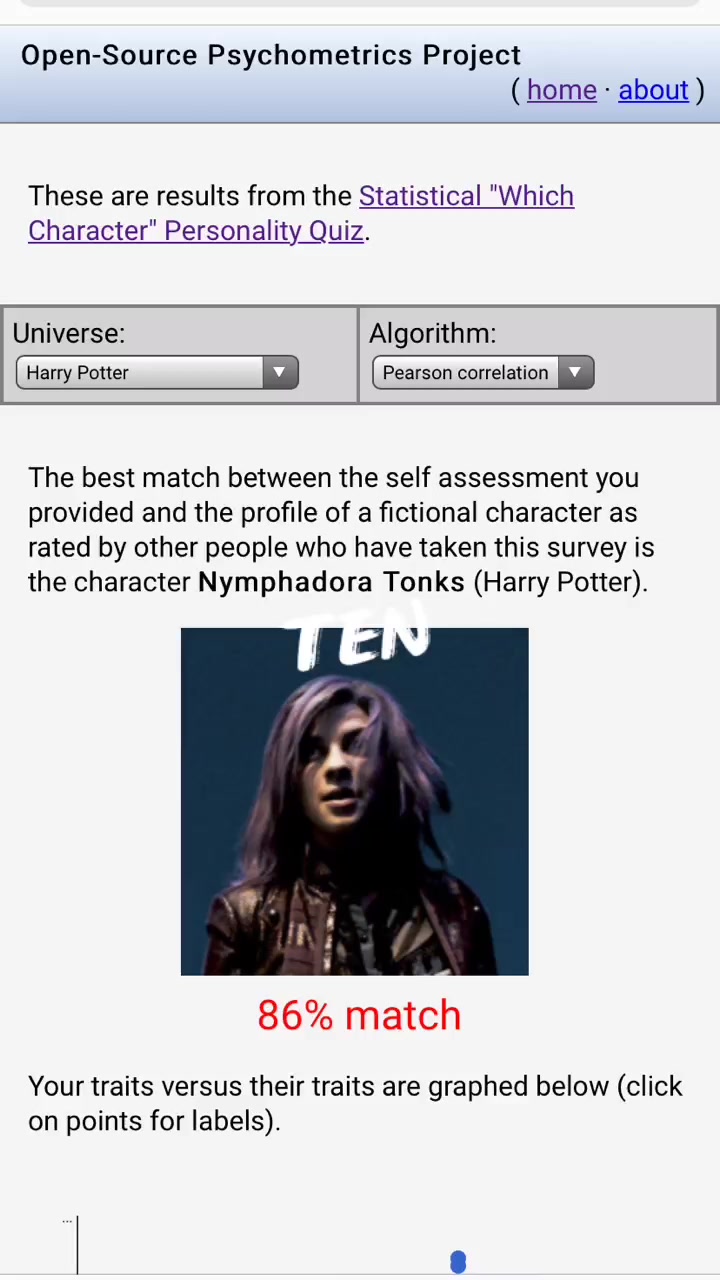 Open-Source Psychometrics Project
( home · about )
These are results from the Statistical "Which
Character" Personality Quiz.
Universe:
Harry Potter
Algorithm:
Pearson correlation
The best match between the self assessment you
provided and the profile of a fictional character as
rated by other people who have taken this survey is
the character Nymphadora Tonks (Harry Potter).
TEN
86% match
Your traits versus their traits are graphed below (click
on points for labels).
...